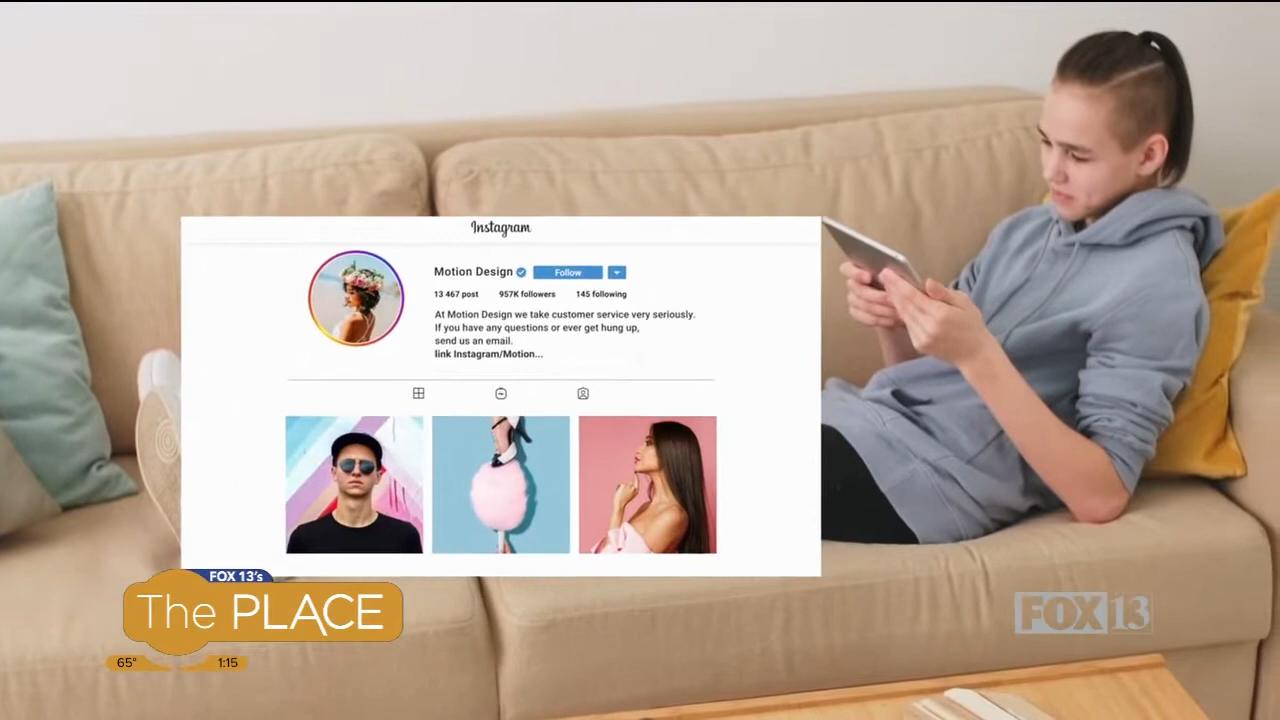 Instagram
Motion Design
Follow
13 467 post 957K followers 145 following
At Motion Design we take customer service very seriously.
If you have any questions or ever get hung up,
send us an email.
link Instagram/Motion...
FOX 13's
The PLACE
65° 1:15
FOX 13